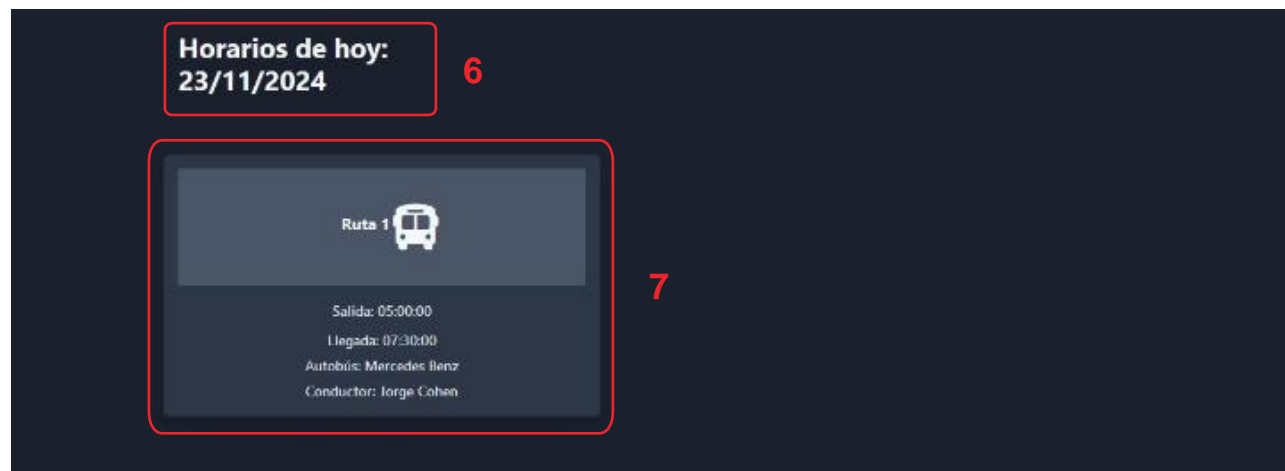 Horarios de hoy:
23/11/2024
6
Ruta 1
7
Salida: 05:00:00
Llegada: 07:30:00
Autobús: Mercedes Benz
Conductor: Jorge Cohen